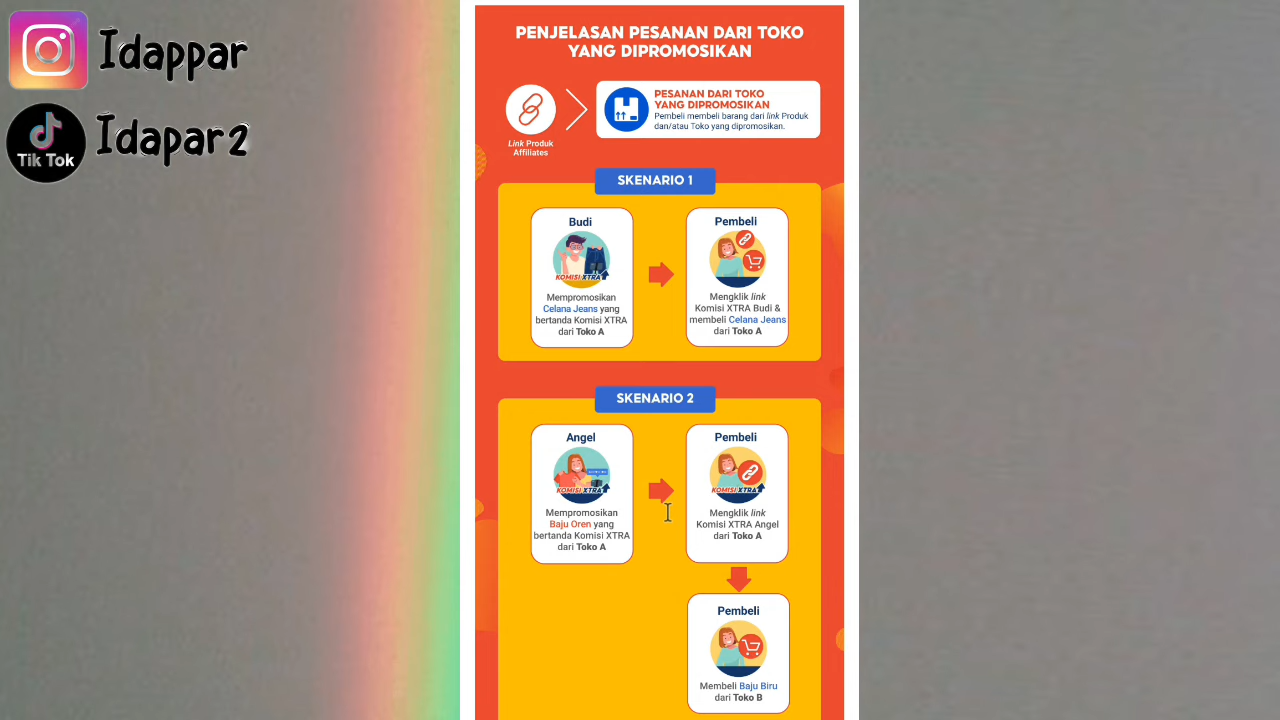 Idappar
Tik Tok
Idapar2
PENJELASAN PESANAN DARI TOKO
YANG DIPROMOSIKAN
Link Produk
Affiliates
PESANAN DARI TOKO
YANG DIPROMOSIKAN
Pembeli membeli barang dari link Produk
dan/atau Toko yang dipromosikan.
SKENARIO 1
Budi
KOMISI XTRA
Mempromosikan
Celana Jeans yang
bertanda Komisi XTRA
dari Toko A
Pembeli
Mengklik link
Komisi XTRA Budi &
membeli Celana Jeans
dari Toko A
SKENARIO 2
Angel
KOMISI XTRA
Mempromosikan
Baju Oren yang
bertanda Komisi XTRA
dari Toko A
Pembeli
KOMISI XTRA
Mengklik link
Komisi XTRA Angel
dari Toko A
Pembeli
Membeli Baju Biru
dari Toko B